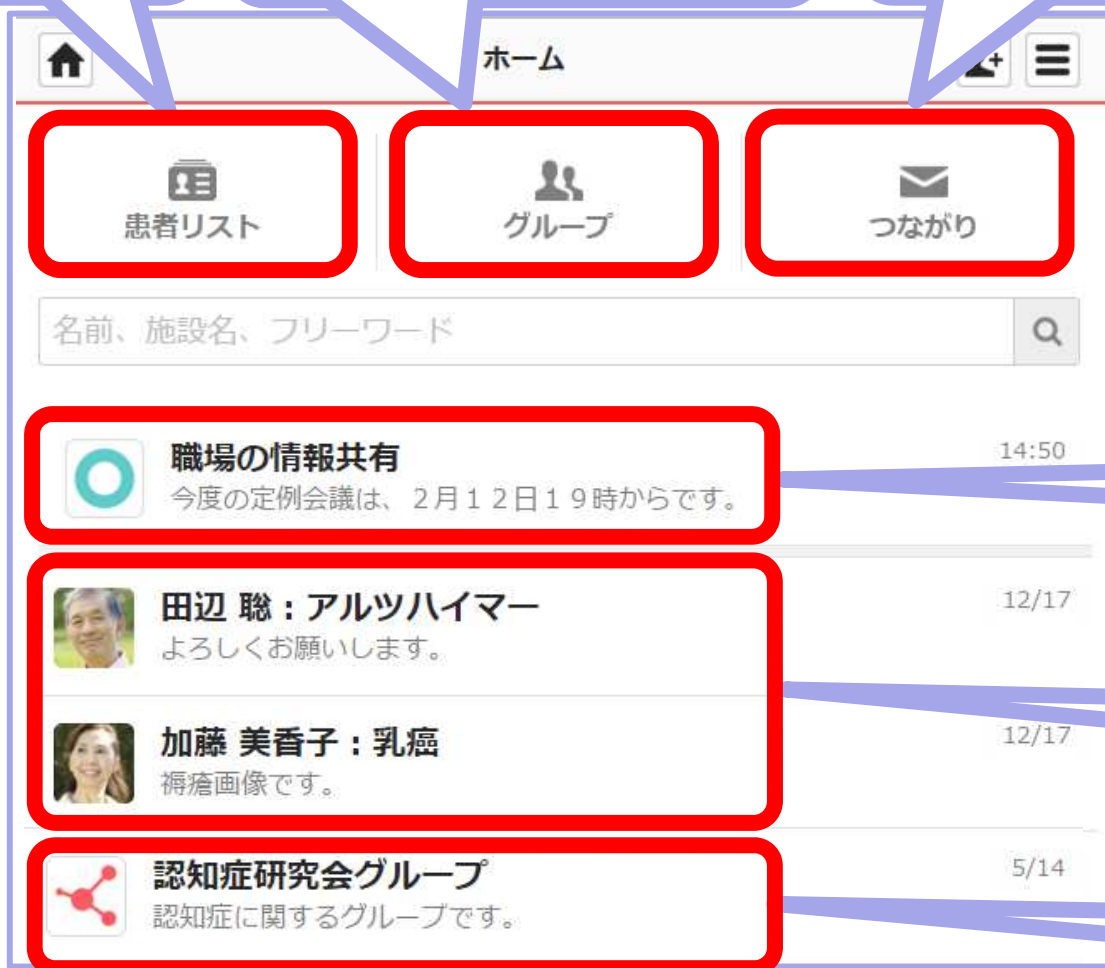 ホーム
患者リスト
グループ
つながり
名前、施設名、フリーワード
職場の情報共有
14:50
今度の定例会議は、２月１２日１９時からです。
田辺 聡：アルツハイマー
12/17
よろしくお願いします。
加藤 美香子：乳癌
12/17
褥瘡画像です。
認知症研究会グループ
5/14
認知症に関するグループです。